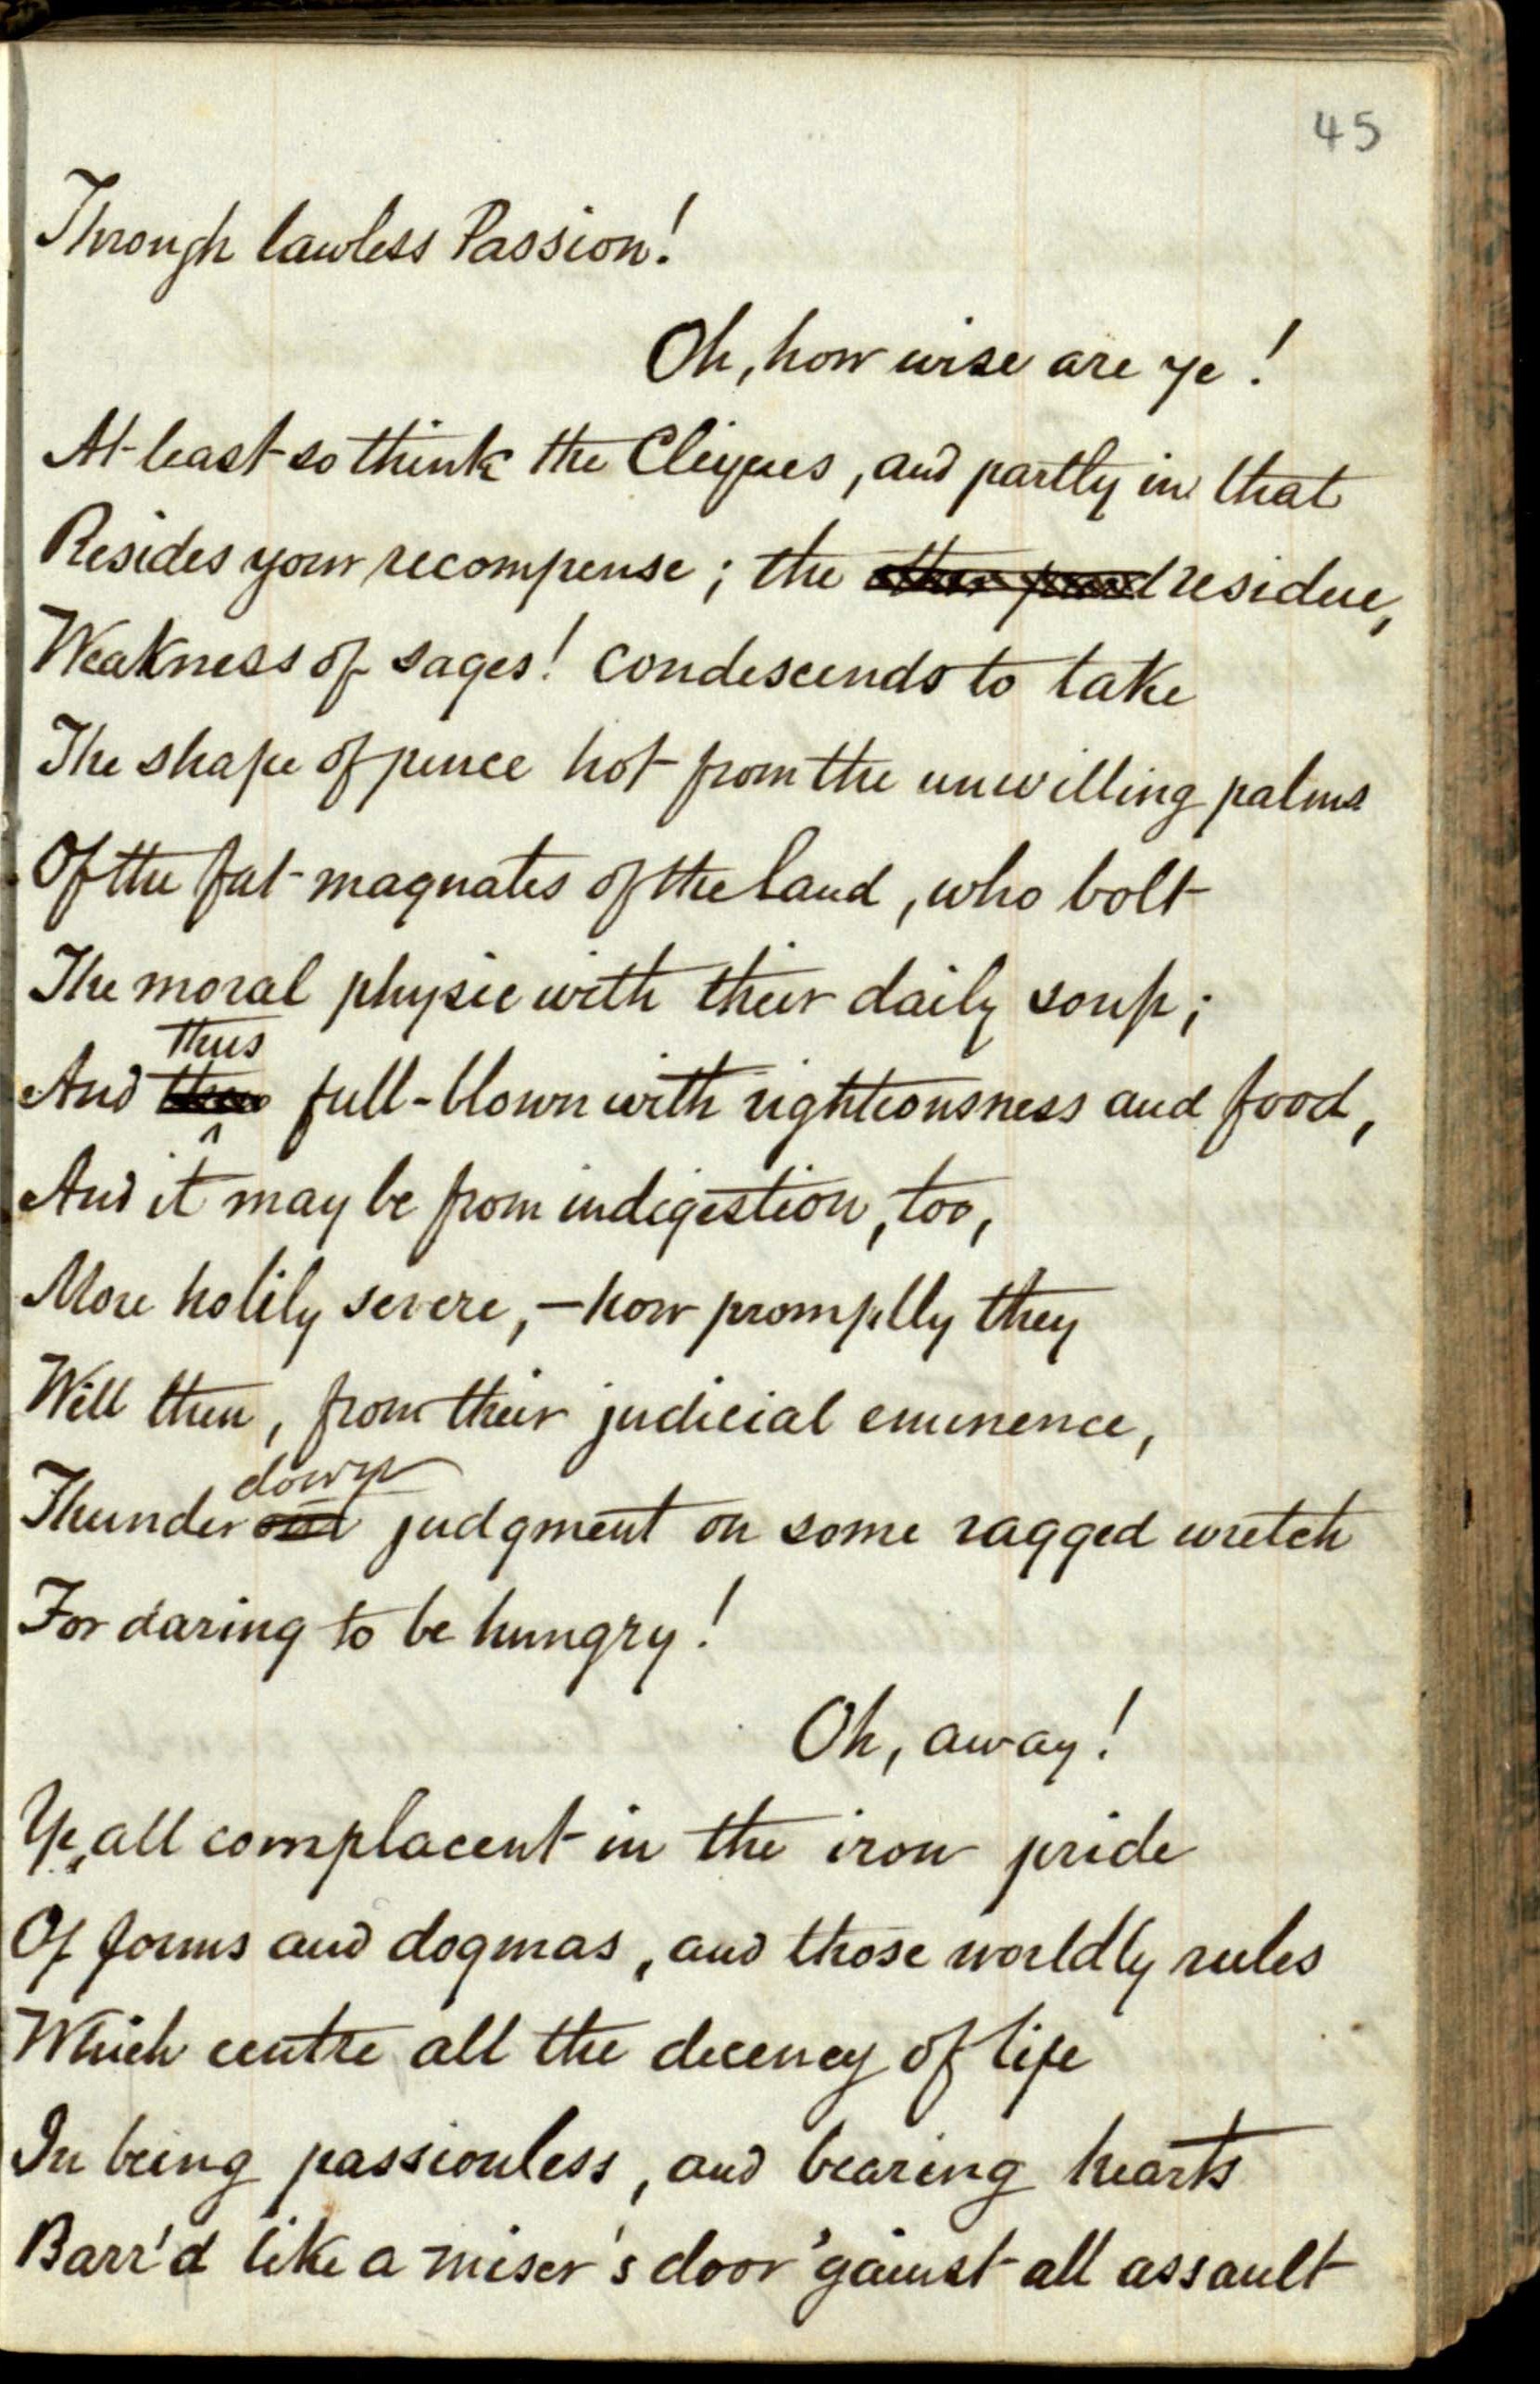 45
Through lawless Passion!
Oh, how wise are ye!
At least so think the Cliques, and partly in that
Resides your recompense; the residue,
Weakness of sages! condescends to take
The shape of pence hot from the unwilling palms
Of the fat magnates of the land, who bolt
The moral physic with their daily soup;
thus
And full-blown with righteousness and food,
And it may be from indigestion, too,
More holily severe, — how promptly they
Will then, from their judicial eminence,
down
Thunder judgment on some ragged wretch
For daring to be hungry!
Oh, away!
Ye, all complacent in the iron pride
Of forms and dogmas, and those worldly rules
Which centre all the decency of life
In being passionless, and bearing hearts
Barr'd like a miser's door 'gainst all assault